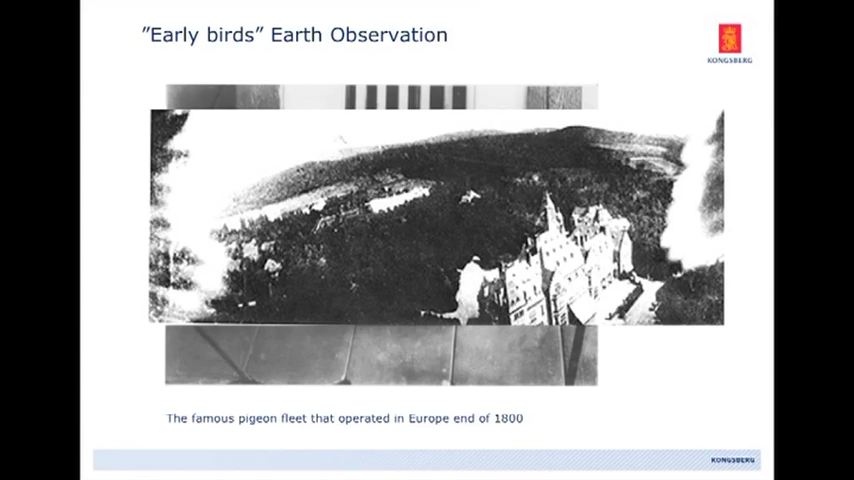 ”Early birds” Earth Observation
KONGSBERG
The famous pigeon fleet that operated in Europe end of 1800
KONGSBERG